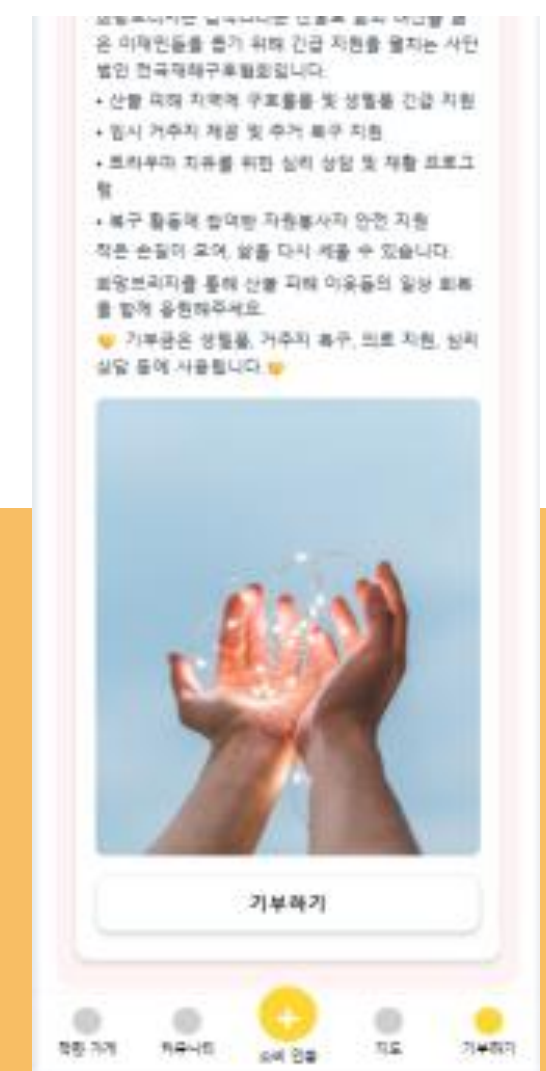 은 이재민들을 돕기 위해 긴급 지원을 펼치는 사단
법인 전국재해구호협회입니다.
• 산불 피해 지역에 구호물품 및 생필품 긴급 지원
• 임시 거주지 제공 및 주거 복구 지원
• 트라우마 치유를 위한 심리 상담 및 재활 프로그
램
• 복구 활동에 참여한 자원봉사자 안전 지원
작은 손길이 모여, 삶을 다시 세울 수 있습니다.
희망브리지를 통해 산불 피해 이웃들의 일상 회복
을 함께 응원해주세요.
💛 기부금은 생필품, 거주지 복구, 의료 지원, 심리
상담 등에 사용됩니다.💛
기부하기
착한 가게
커뮤니티
소비 인증
지도
기부하기